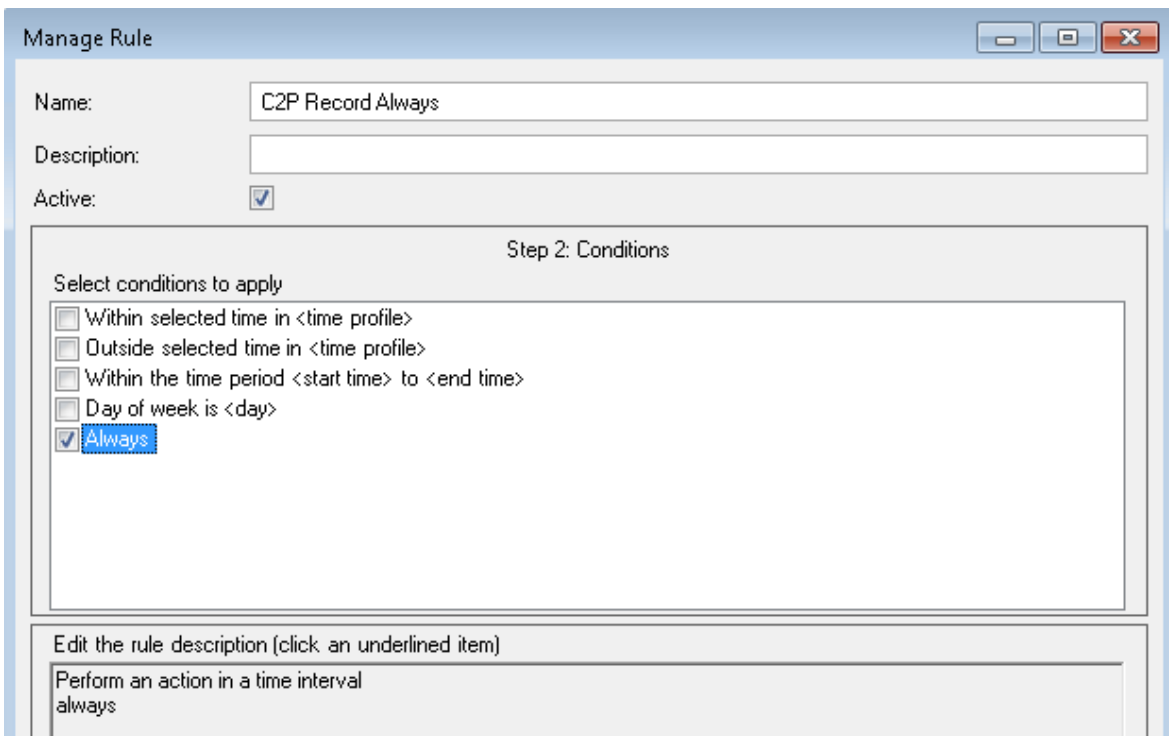 Manage Rule
Name: C2P Record Always
Description:
Active:
Step 2: Conditions
Select conditions to apply
Within selected time in <time profile>
Outside selected time in <time profile>
Within the time period <start time> to <end time>
Day of week is <day>
Always
Edit the rule description (click an underlined item)
Perform an action in a time interval
always